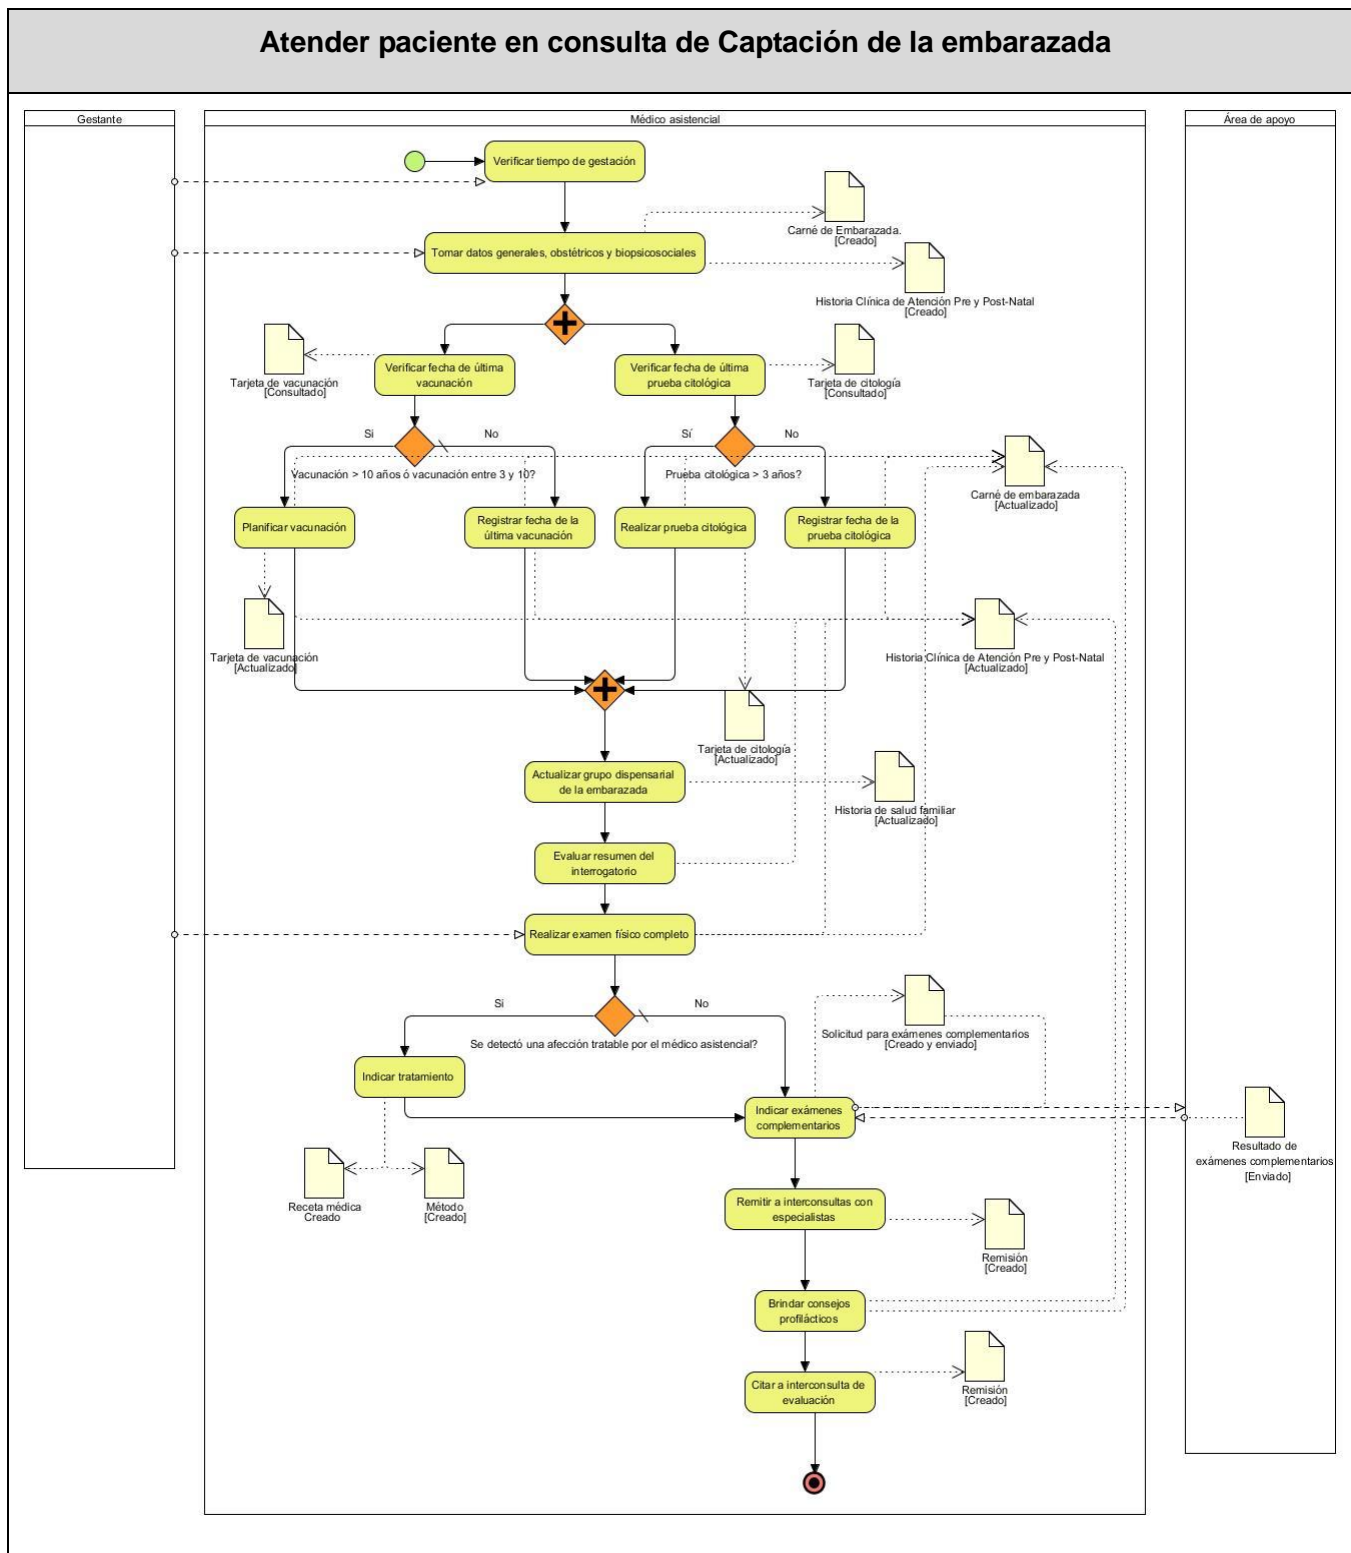 Atender paciente en consulta de Captación de la embarazada
Gestante
Médico asistencial
Área de apoyo
Verificar tiempo de gestación
Carné de Embarazada.
[Creado]
Tomar datos generales, obstétricos y biopsicosociales
Historia Clínica de Atención Pre y Post-Natal
[Creado]
Verificar fecha de última
vacunación
Verificar fecha de última
prueba citológica
Tarjeta de vacunación
[Consultado]
Tarjeta de citología
[Consultado]
Si
No
Sí
No
Vacunación > 10 años ó vacunación entre 3 y 10?
Prueba citológica > 3 años?
Carné de embarazada
[Actualizado]
Planificar vacunación
Registrar fecha de la
última vacunación
Realizar prueba citológica
Registrar fecha de la
prueba citológica
Tarjeta de vacunación
[Actualizado]
Historia Clínica de Atención Pre y Post-Natal
[Actualizado]
Tarjeta de citología
[Actualizado]
Actualizar grupo dispensarial
de la embarazada
Historia de salud familiar
[Actualizado]
Evaluar resumen del
interrogatorio
Realizar examen físico completo
Si
No
Se detectó una afección tratable por el médico asistencial?
Solicitud para exámenes complementarios
[Creado y enviado]
Indicar tratamiento
Indicar exámenes
complementarios
Resultado de
exámenes complementarios
[Enviado]
Receta médica
Creado
Método
[Creado]
Remitir a interconsultas con
especialistas
Remisión
[Creado]
Brindar consejos
profilácticos
Citar a interconsulta de
evaluación
Remisión
[Creado]